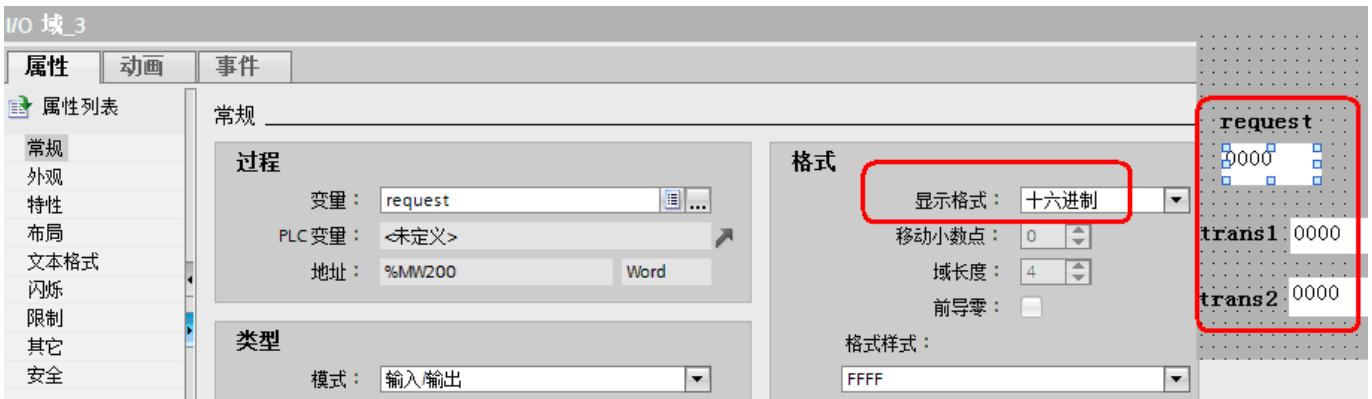 I/O 域_3
属性 动画 事件
属性列表
常规
外观
特性
布局
文本格式
闪烁
限制
其它
安全
常规
过程
变量： request
PLC 变量： <未定义>
地址： %MW200 Word
类型
模式： 输入/输出
格式
显示格式： 十六进制
移动小数点： 0
域长度： 4
前导零：
格式样式：
FFFF
request
0000
trans1 0000
trans2 0000